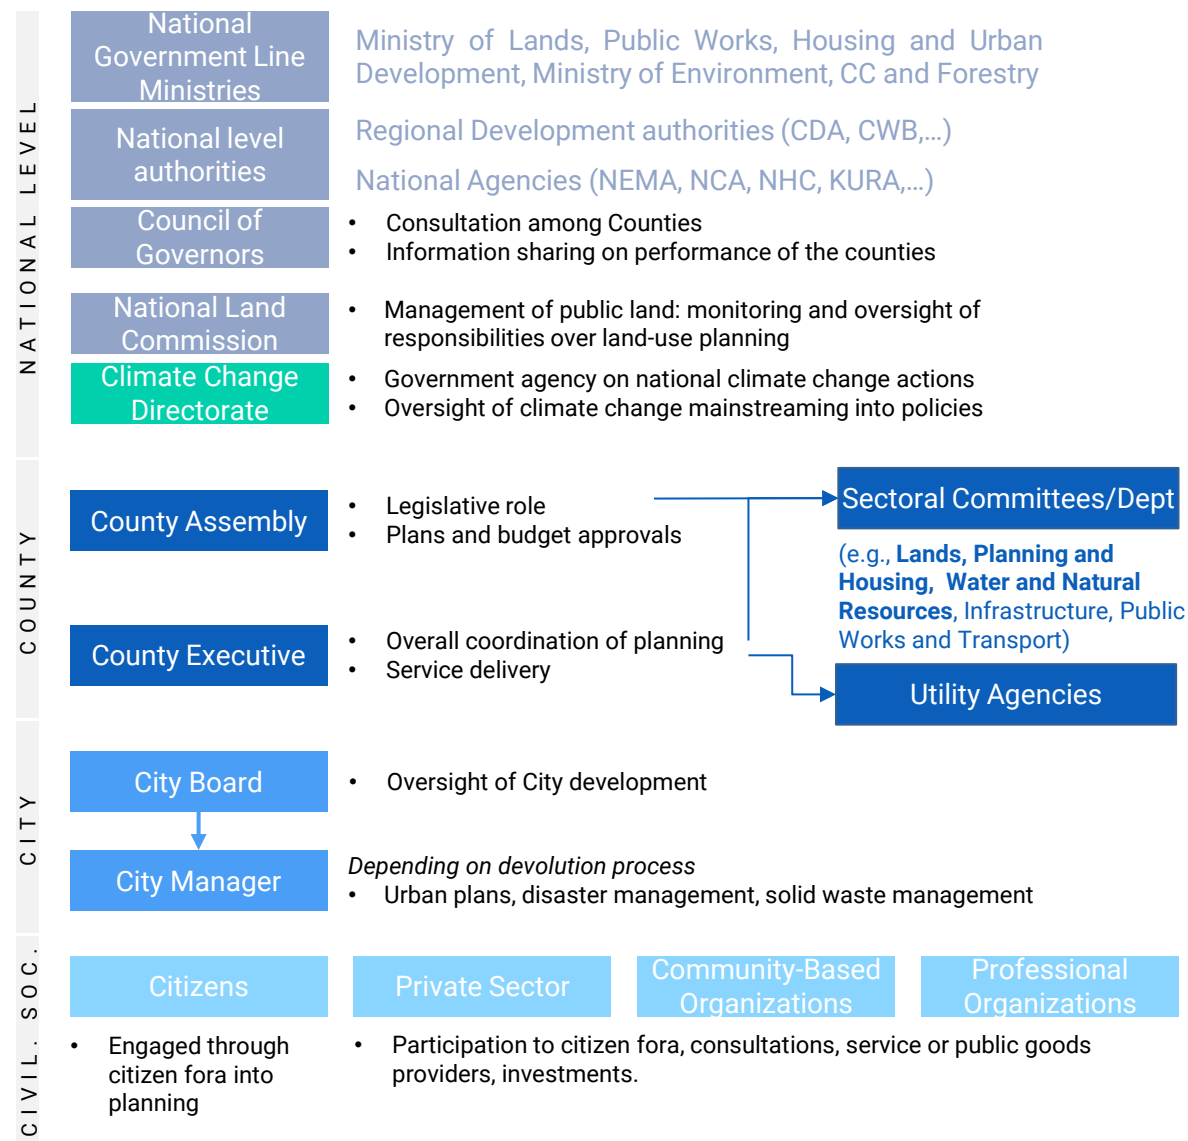 NATIONAL LEVEL
National
Government Line
Ministries
Ministry of Lands, Public Works, Housing and Urban
Development, Ministry of Environment, CC and Forestry
National level
authorities
Regional Development authorities (CDA, CWB,...)
National Agencies (NEMA, NCA, NHC, KURA,...)
Council of
Governors
• Consultation among Counties
• Information sharing on performance of the counties
National Land
Commission
• Management of public land: monitoring and oversight of
responsibilities over land-use planning
Climate Change
Directorate
• Government agency on national climate change actions
• Oversight of climate change mainstreaming into policies
COUNTY
County Assembly
• Legislative role
• Plans and budget approvals
Sectoral Committees/Dept
(e.g., Lands, Planning and
Housing, Water and Natural
Resources, Infrastructure, Public
Works and Transport)
County Executive
• Overall coordination of planning
• Service delivery
Utility Agencies
CITY
City Board
• Oversight of City development
City Manager
Depending on devolution process
• Urban plans, disaster management, solid waste management
CIVIL. SOC.
Citizens
Private Sector
Community-Based
Organizations
Professional
Organizations
• Engaged through
citizen fora into
planning
• Participation to citizen fora, consultations, service or public goods
providers, investments.